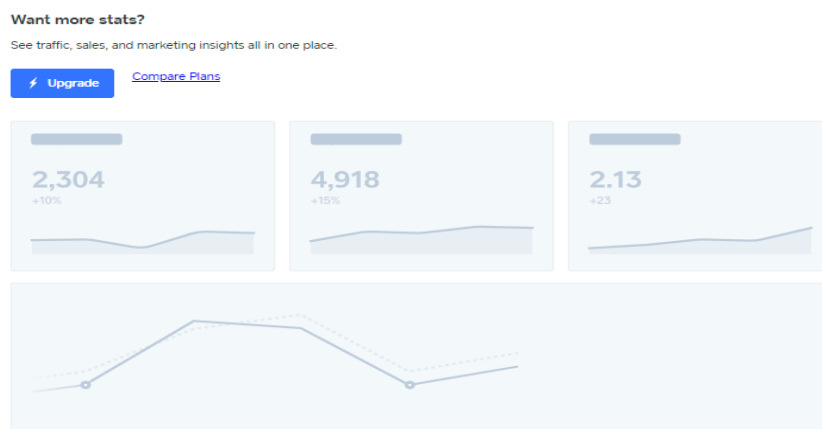 Want more stats?
See traffic, sales, and marketing insights all in one place.
Upgrade
Compare Plans
2,304
+10%
4,918
+15%
2.13
+23